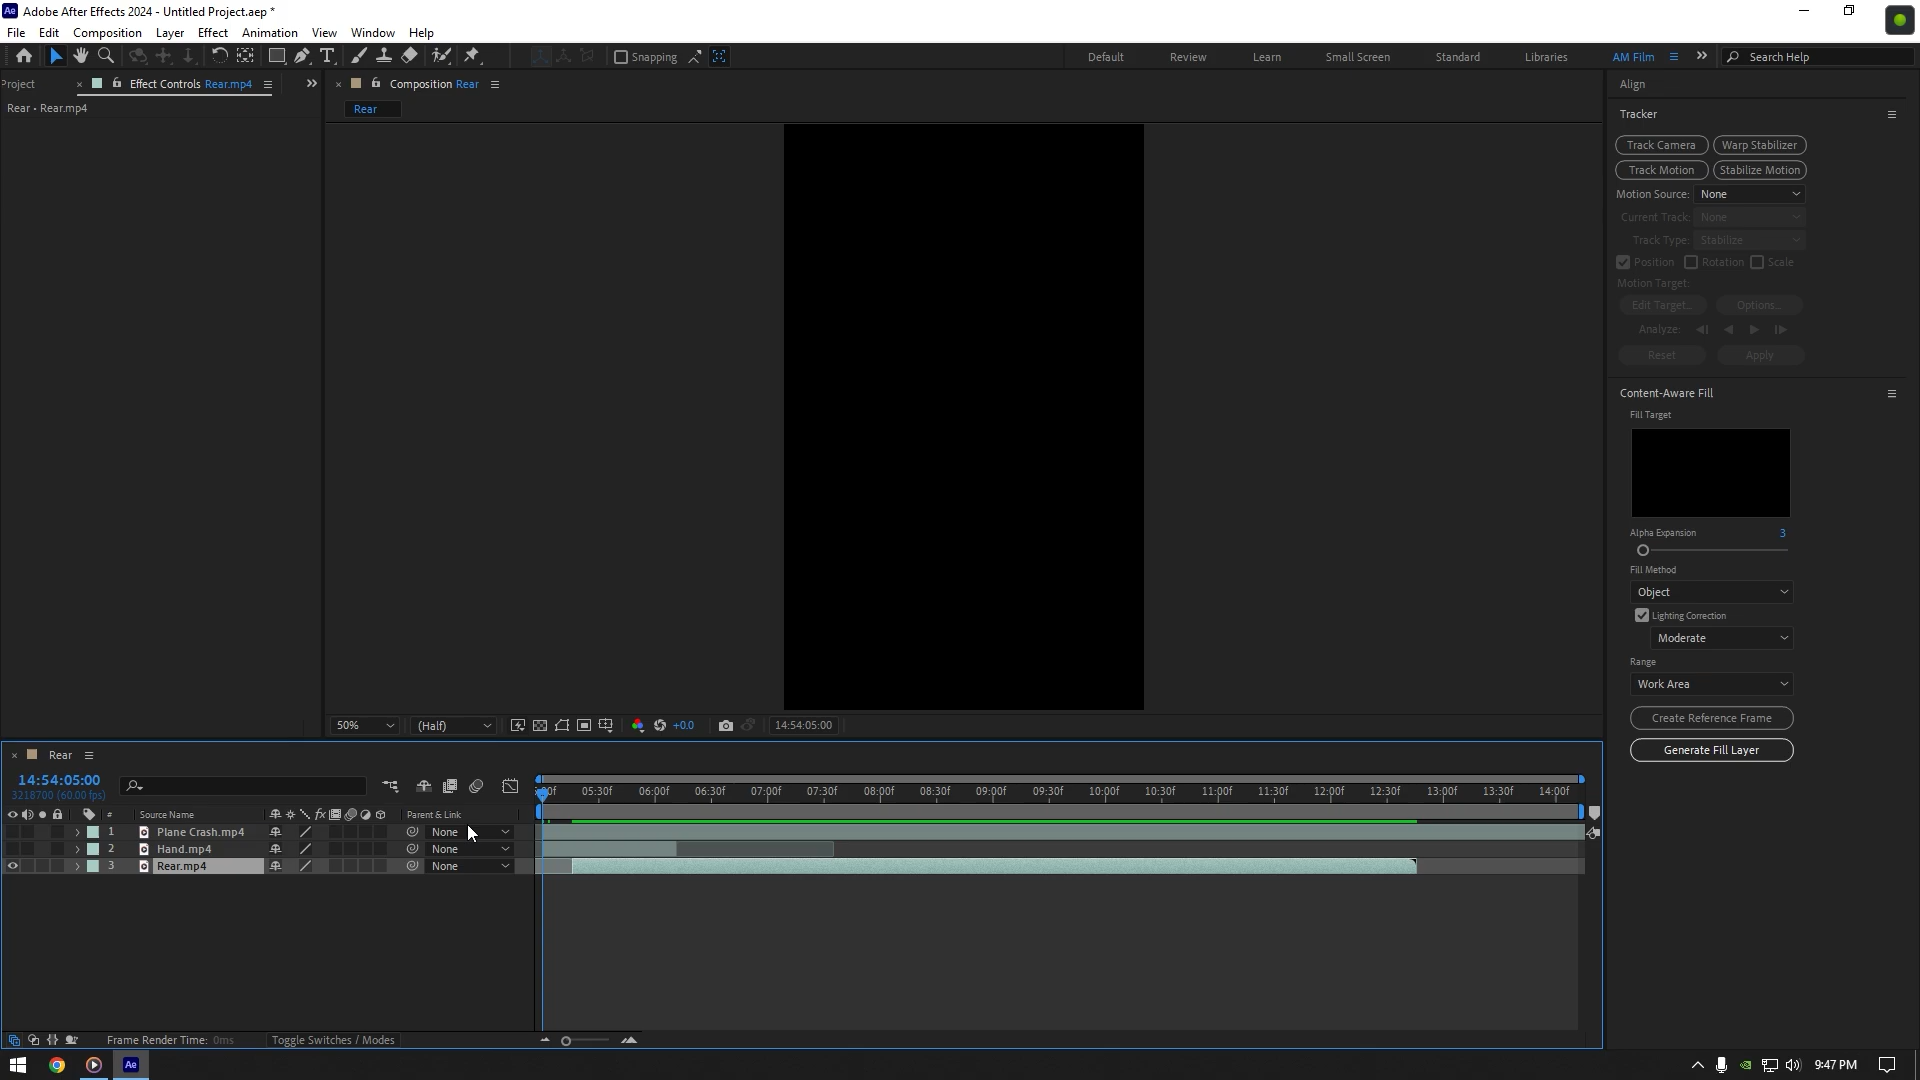 Adobe After Effects 2024 - Untitled Project.aep *
File Edit Composition Layer Effect Animation View Window Help
Snapping
Default Review Learn Small Screen Standard Libraries AM Film
Search Help
Project
Effect Controls Rear.mp4
Rear • Rear.mp4
Composition Rear
Rear
50%
(Half)
+0.0
14:54:05:00
Align
Tracker
Track Camera
Warp Stabilizer
Track Motion
Stabilize Motion
Motion Source: None
Current Track: None
Track Type: Stabilize
Position Rotation Scale
Motion Target:
Edit Target...
Options...
Analyze:
Reset
Apply
Content-Aware Fill
Fill Target
Alpha Expansion 3
Fill Method
Object
Lighting Correction
Moderate
Range
Work Area
Create Reference Frame
Generate Fill Layer
Rear
14:54:05:00
3218700 (60.00 fps)
# Source Name fx Parent & Link
1 Plane Crash.mp4 None
2 Hand.mp4 None
3 Rear.mp4 None
05:30f 06:00f 06:30f 07:00f 07:30f 08:00f 08:30f 09:00f 09:30f 10:00f 10:30f 11:00f 11:30f 12:00f 12:30f 13:00f 13:30f 14:00f
Frame Render Time: 0ms
Toggle Switches / Modes
Ae
9:47 PM